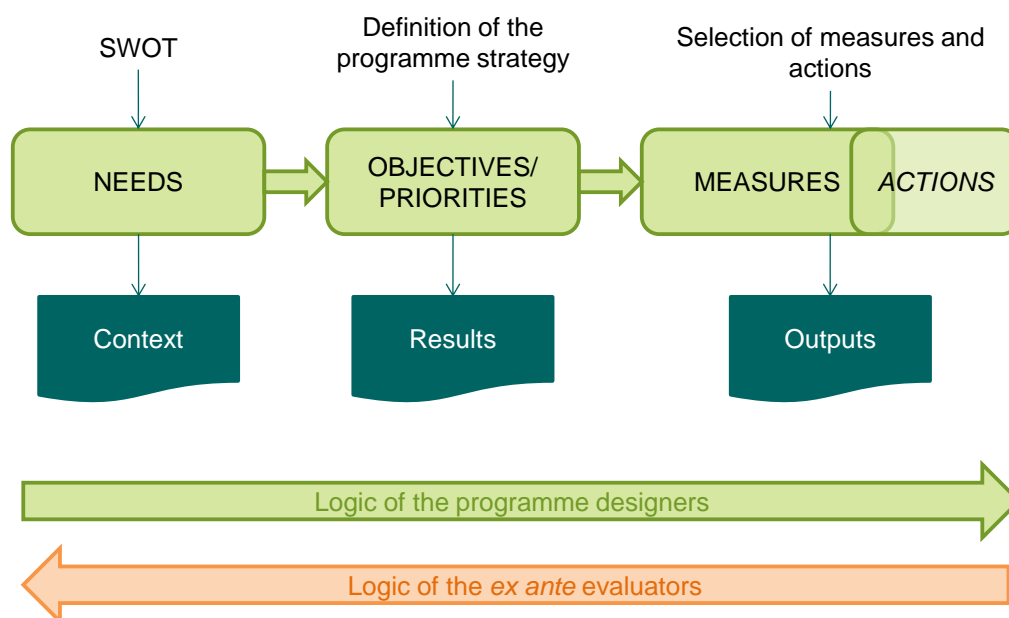 SWOT
Definition of the
programme strategy
Selection of measures and
actions
NEEDS
OBJECTIVES/
PRIORITIES
MEASURES
ACTIONS
Context
Results
Outputs
Logic of the programme designers
Logic of the ex ante evaluators